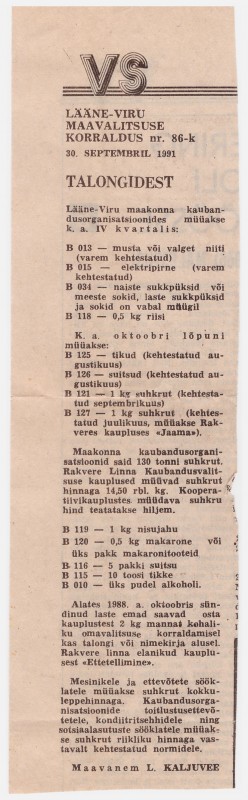 VS
LÄÄNE-VIRU
MAAVALITSUSE
KORRALDUS nr. 86-k
30. SEPTEMBRIL 1991
TALONGIDEST
Lääne-Viru maakonna kauban-
dusorganisatsioonides müüakse
k. a. IV kvartalis:
B 013 — musta või valget niiti
(varem kehtestatud)
B 015 — elektripirne (varem
kehtestatud)
B 034 — naiste sukkpüksid või
meeste sokid, laste sukkpüksid
ja sokid on vabal müügil
B 118 — 0,5 kg riisi
K. a. oktoobri lõpuni
müüakse:
B 125 — tikud (kehtestatud au-
gustikuus)
B 126 — suitsud (kehtestatud au-
gustikuus)
B 121 — 1 kg suhkrut (kehtesta-
tud septembrikuus)
B 127 — 1 kg suhkrut (kehtes-
tatud juulikuus, müüakse Rak-
veres kaupluses «Jaama»).
Maakonna kaubandusorgani-
satsioonid said 130 tonni suhkrut.
Rakvere Linna Kaubandusvalit-
suse kauplused müüvad suhkrut
hinnaga 14,50 rbl. kg. Koopera-
tiivikauplustes müüdava suhkru
hind teatatakse hiljem.
B 119 — 1 kg nisujahu
B 120 — 0,5 kg makarone või
üks pakk makaronitooteid
B 116 — 5 pakki suitsu
B 115 — 10 toosi tikke
B 010 — üks pudel alkoholi.
Alates 1988. a. oktoobris sün-
dinud laste emad saavad osta
kauplustest 2 kg mannat kohali-
ku omavalitsuse korraldamisel
kas talongi või nimekirja alusel.
Rakvere linna elanikud kauplu-
sest «Ettetellimine».
Mesinikele ja ettevõtete söök-
latele müüakse suhkrut kokku-
leppehinnaga. Kaubandusorga-
nisatsioonide toitlustusettevõ-
tetele, kondiitritsehhidele ning
sotsiaalasutuste sööklatele müüak-
se suhkrut riikliku hinnaga vas-
tavalt kehtestatud normidele.
Maavanem L. KALJUVEE